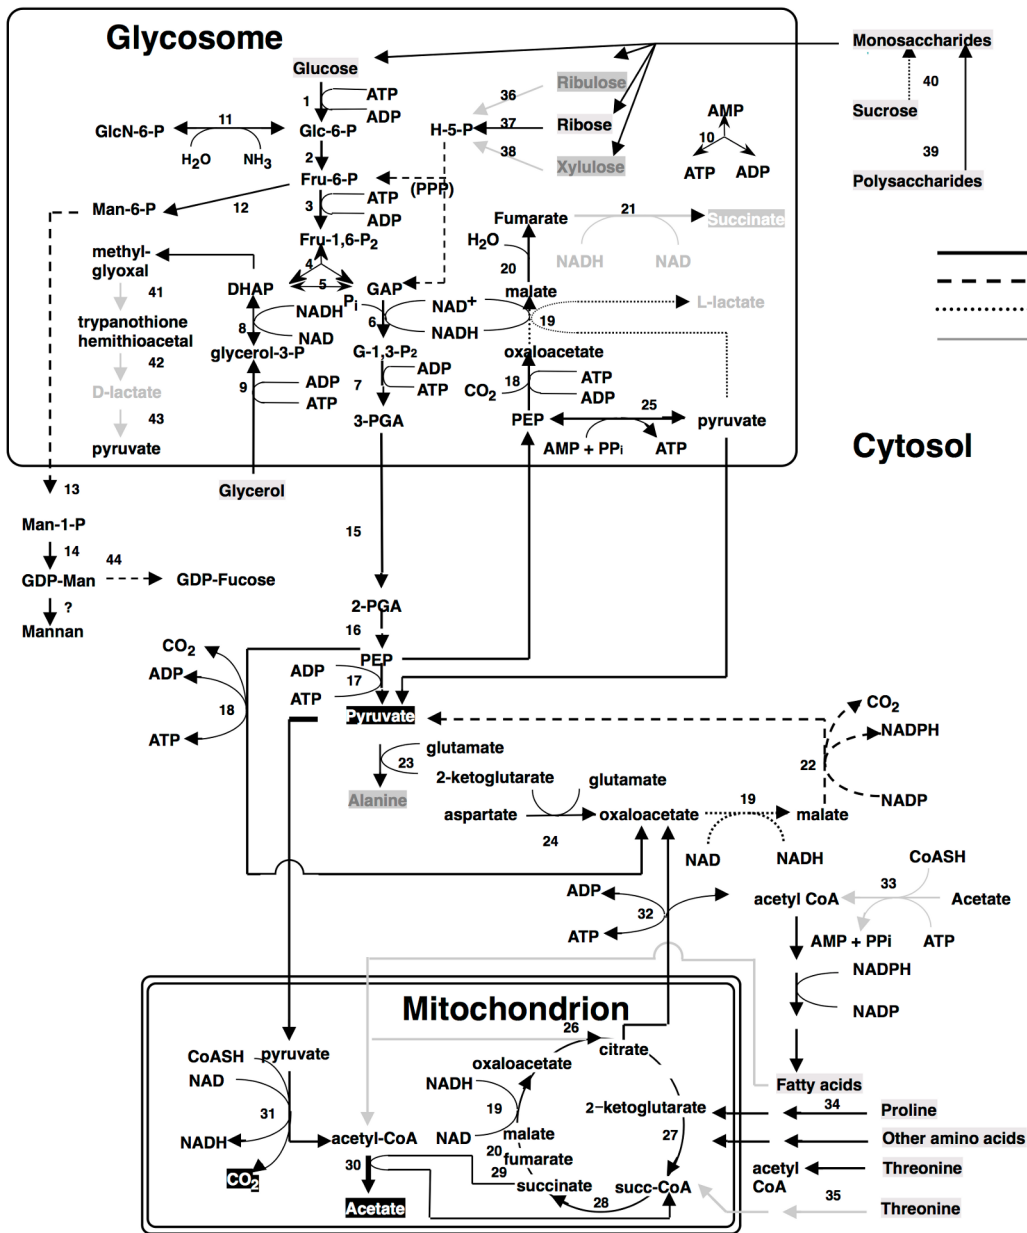 Glycosome
Monosaccharides
Glucose
Ribulose
40
36
1
ATP
ADP
Sucrose
GlcN-6-P
11
Glc-6-P
H-5-P
37
Ribose
AMP
10
H2O
NH3
2
38
Xylulose
ATP
ADP
39
Fru-6-P
(PPP)
Polysaccharides
Man-6-P
12
3
ATP
ADP
Fumarate
21
Succinate
methyl-
glyoxal
Fru-1,6-P2
H2O
NADH
NAD
4
20
5
DHAP
GAP
malate
41
NADH
Pi
NAD+
L-lactate
trypanothione
hemithioacetal
8
NAD
6
NADH
19
glycerol-3-P
G-1,3-P2
oxaloacetate
42
9
ADP
7
ADP
18
ATP
D-lactate
ATP
ATP
CO2
ADP
43
3-PGA
PEP
25
pyruvate
pyruvate
AMP + PPi
ATP
Cytosol
13
Glycerol
Man-1-P
15
14
44
GDP-Man
GDP-Fucose
?
2-PGA
Mannan
16
CO2
PEP
ADP
ADP
17
ATP
18
Pyruvate
CO2
ATP
NADPH
glutamate
23
22
2-ketoglutarate
glutamate
Alanine
NADP
aspartate
oxaloacetate
19
malate
24
NAD
NADH
CoASH
ADP
33
32
acetyl CoA
Acetate
ATP
AMP + PPi
ATP
NADPH
Mitochondrion
NADP
26
CoASH
pyruvate
citrate
NAD
oxaloacetate
NADH
Fatty acids
31
19
2-ketoglutarate
34
Proline
NADH
acetyl-CoA
NAD
malate
27
Other amino acids
30
20
fumarate
CO2
29
acetyl
CoA
Threonine
succinate
succ-CoA
Acetate
28
35
Threonine